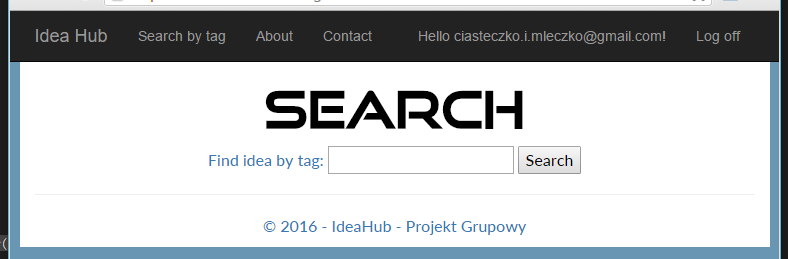 Idea Hub Search by tag About Contact Hello ciasteczko.i.mleczko@gmail.com! Log off
SEARCH
Find idea by tag: Search
© 2016 - IdeaHub - Projekt Grupowy